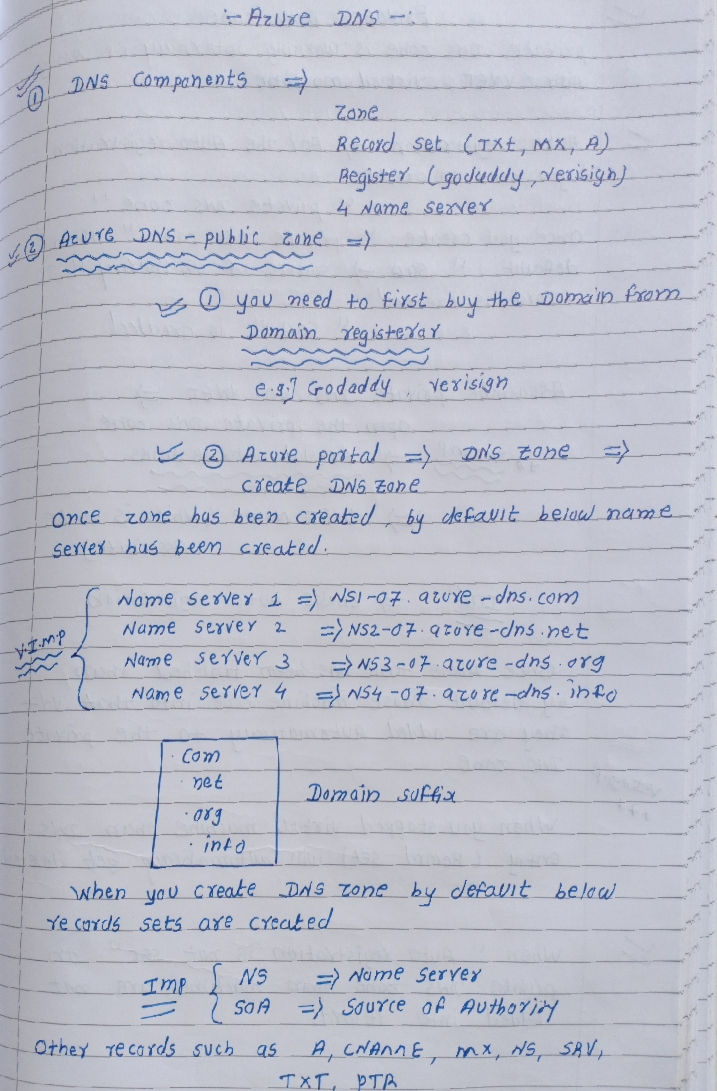 :- Azure DNS -:
① DNS Components =>
Zone
Record set (TXt, MX, A)
Register (goduddy, verisign)
4 Name server
② Azure DNS - public zone =>
① you need to first buy the Domain from
Domain registerar
e.g.] Godaddy, verisign
② Azure portal => DNS zone =>
create DNS zone
once zone hus been created, by default below name
server hus been created.
Name server 1 => NS1-07.azure-dns.com
Name server 2 => NS2-07.azure-dns.net
V.Imp
Name server 3 => NS3-07.azure-dns.org
Name server 4 => NS4-07.azure-dns.info
· com
· net
· org
· info
Domain suffix
When you create DNS zone by default below
records sets are created
Imp
NS => Name server
SOA => Source of Authority
Other records such as A, CNAME, MX, NS, SRV,
TXT, PTR